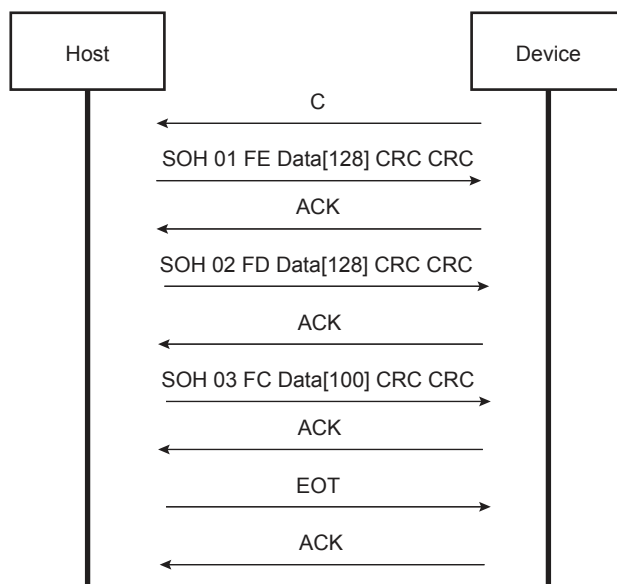 Host
Device
C
SOH 01 FE Data[128] CRC CRC
ACK
SOH 02 FD Data[128] CRC CRC
ACK
SOH 03 FC Data[100] CRC CRC
ACK
EOT
ACK